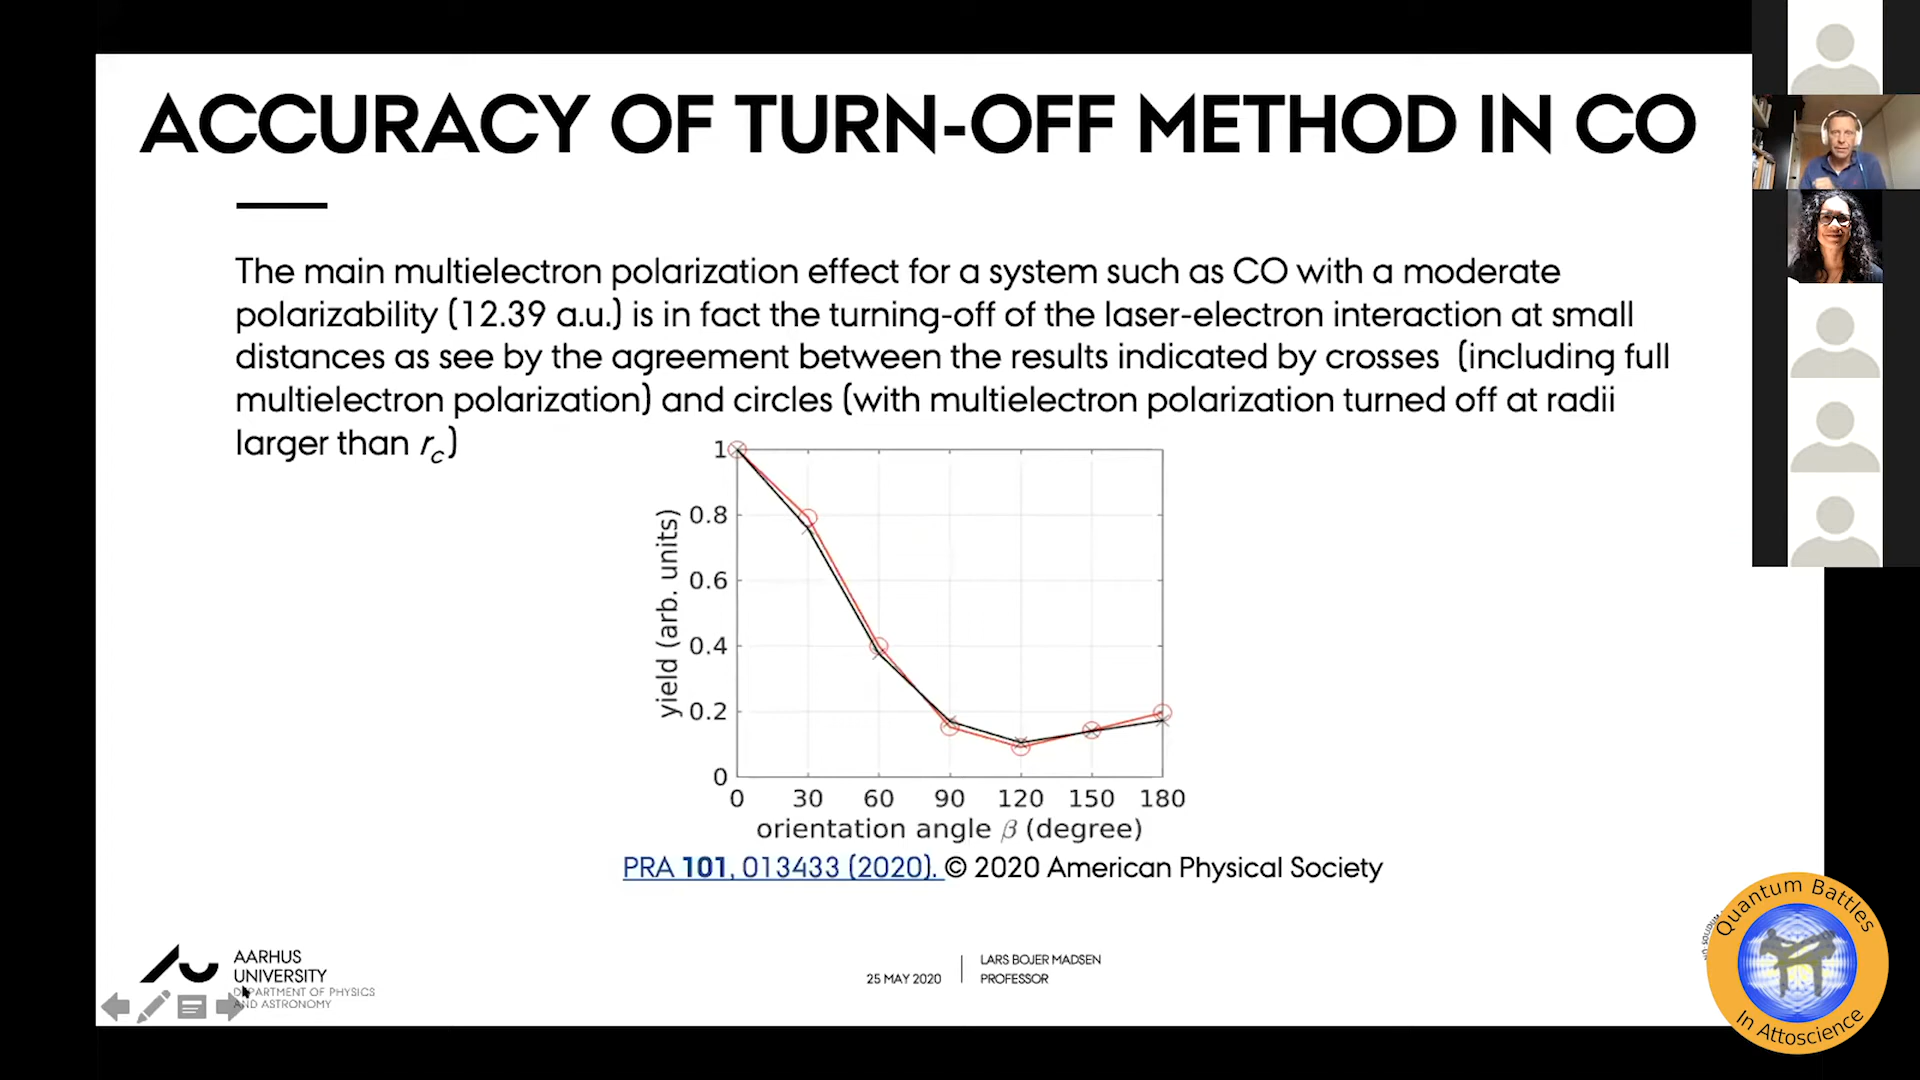 ACCURACY OF TURN-OFF METHOD IN CO
The main multielectron polarization effect for a system such as CO with a moderate
polarizability (12.39 a.u.) is in fact the turning-off of the laser-electron interaction at small
distances as see by the agreement between the results indicated by crosses (including full
multielectron polarization) and circles (with multielectron polarization turned off at radii
larger than rc)
1
0.8
0.6
0.4
0.2
0
yield (arb. units)
0 30 60 90 120 150 180
orientation angle β (degree)
PRA 101, 013433 (2020). © 2020 American Physical Society
AARHUS
UNIVERSITY
DEPARTMENT OF PHYSICS
AND ASTRONOMY
25 MAY 2020
LARS BOJER MADSEN
PROFESSOR
Quantum Battles
In Attoscience